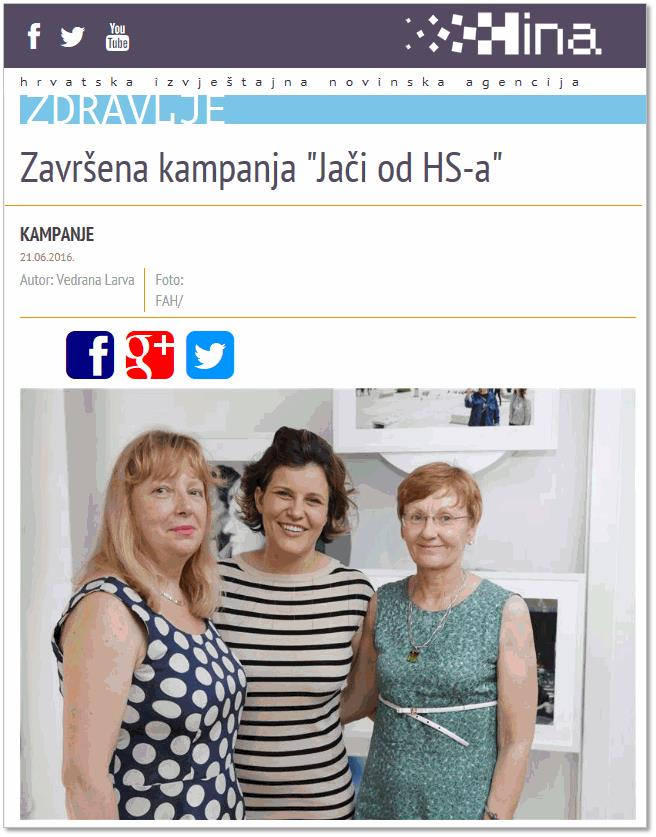 f
You
Tube
Hina
hrvatska izvještajna novinska agencija
ZDRAVLJE
Završena kampanja "Jači od HS-a"
KAMPANJE
21.06.2016.
Autor: Vedrana Larva
Foto:
FAH/
f
g+